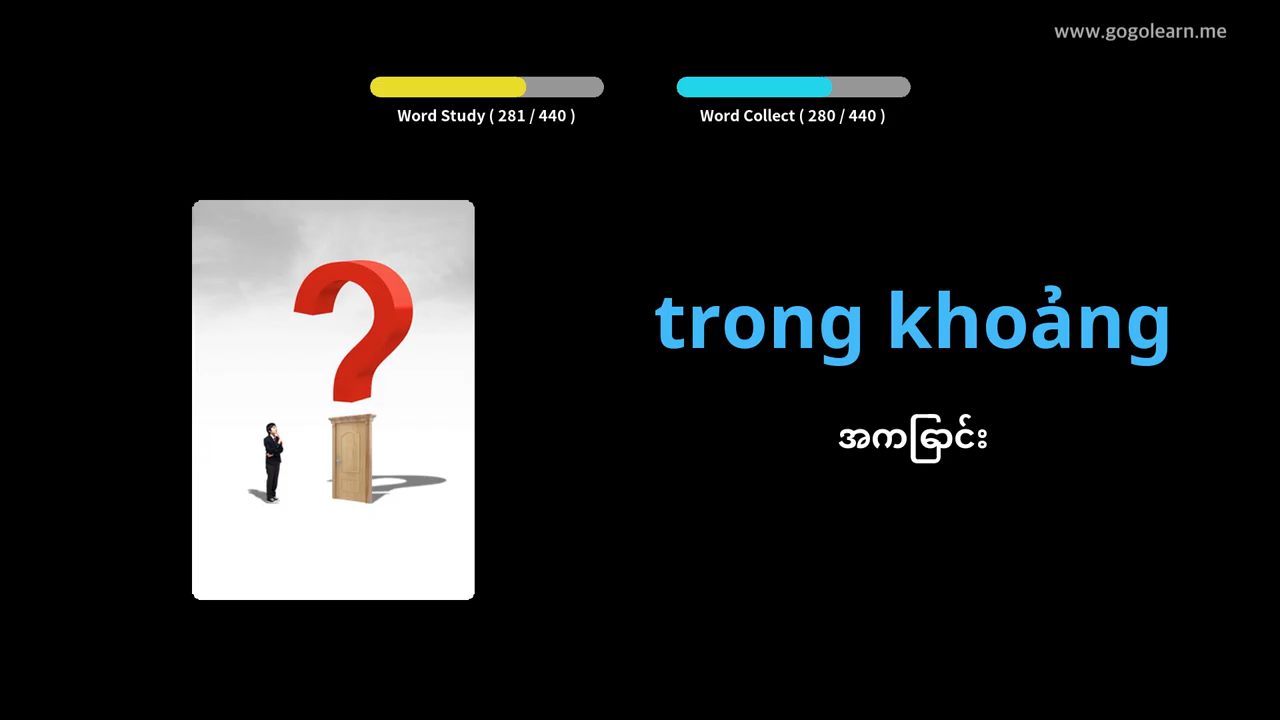 www.gogolearn.me
Word Study ( 281 / 440 )
Word Collect ( 280 / 440 )
trong khoảng
အကြောင်း